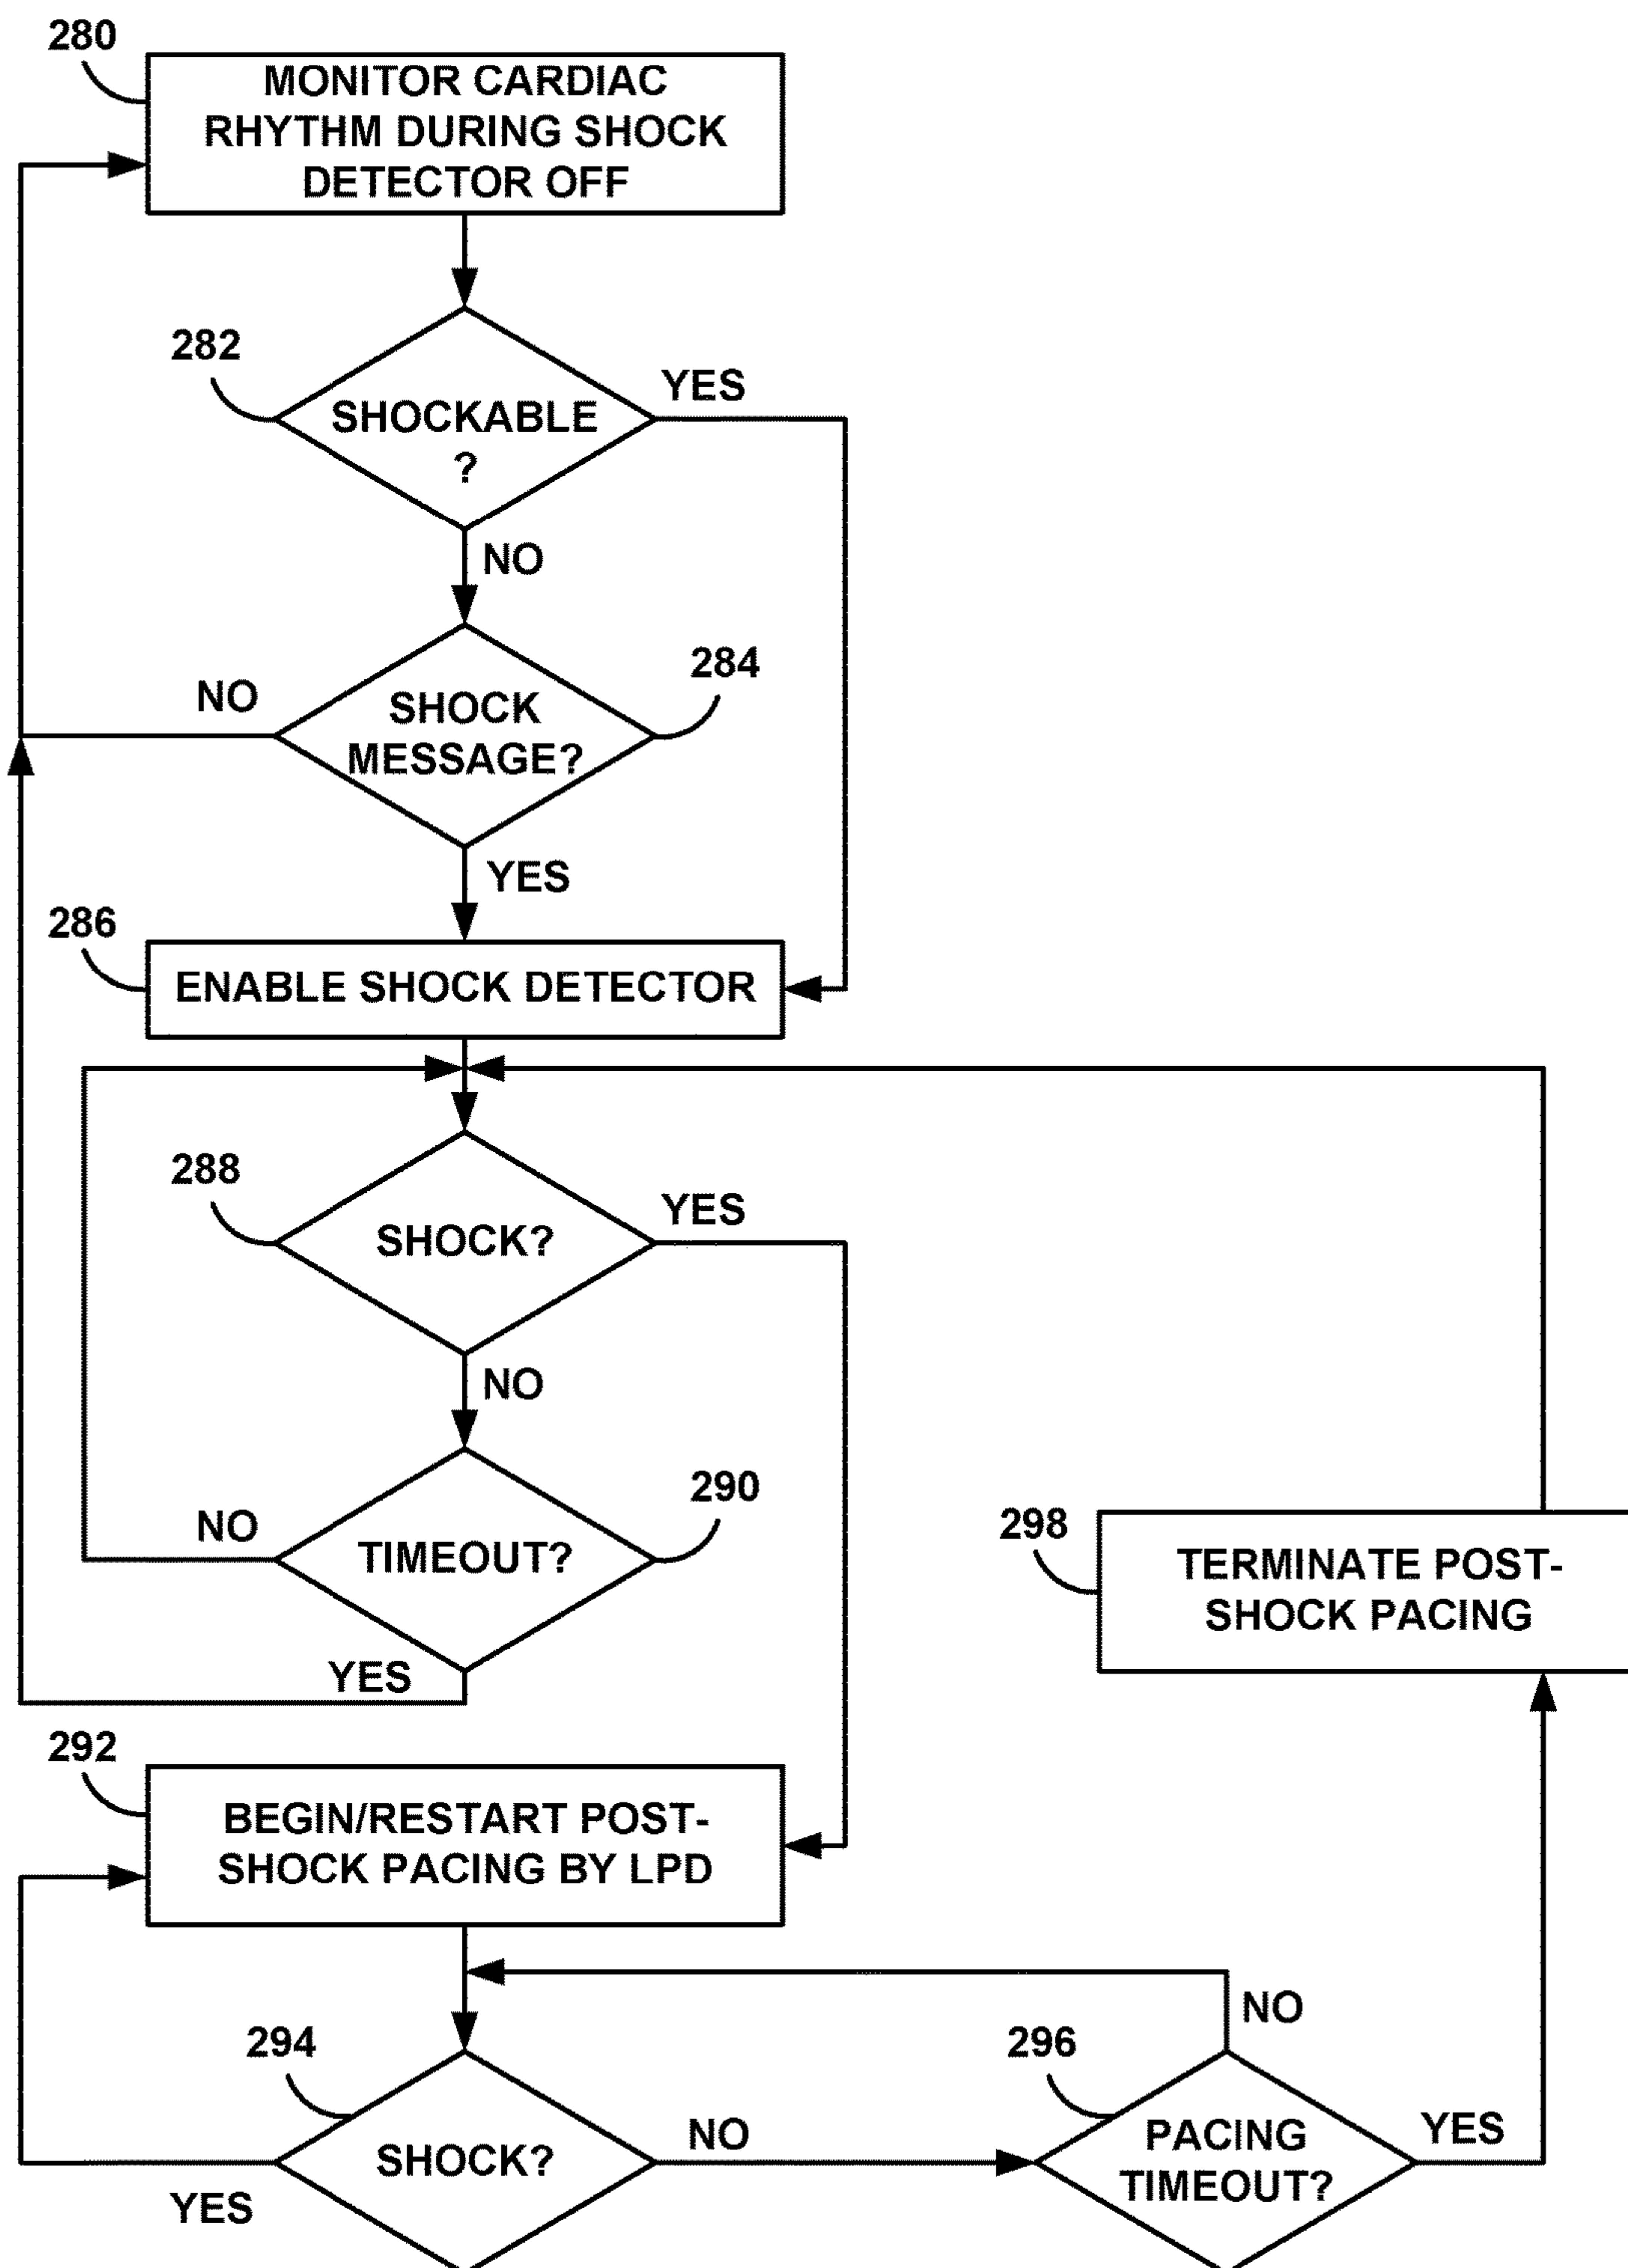 280
MONITOR CARDIAC
RHYTHM DURING SHOCK
DETECTOR OFF
282
SHOCKABLE
?
YES
NO
284
SHOCK
MESSAGE?
NO
YES
286
ENABLE SHOCK DETECTOR
288
SHOCK?
YES
NO
290
TIMEOUT?
NO
YES
298
TERMINATE POST-
SHOCK PACING
292
BEGIN/RESTART POST-
SHOCK PACING BY LPD
294
SHOCK?
YES
NO
296
PACING
TIMEOUT?
NO
YES